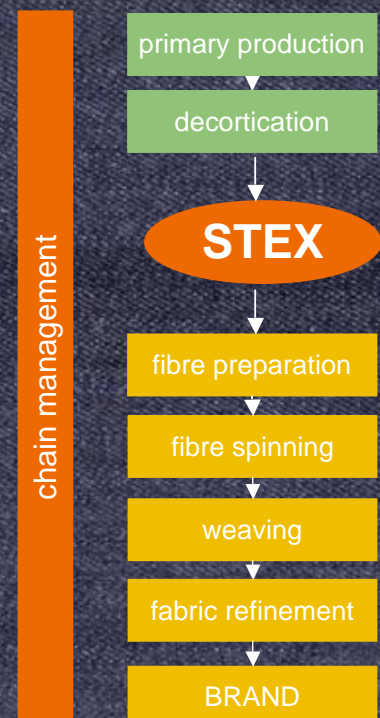 primary production
decortication
STEX
chain management
fibre preparation
fibre spinning
weaving
fabric refinement
BRAND